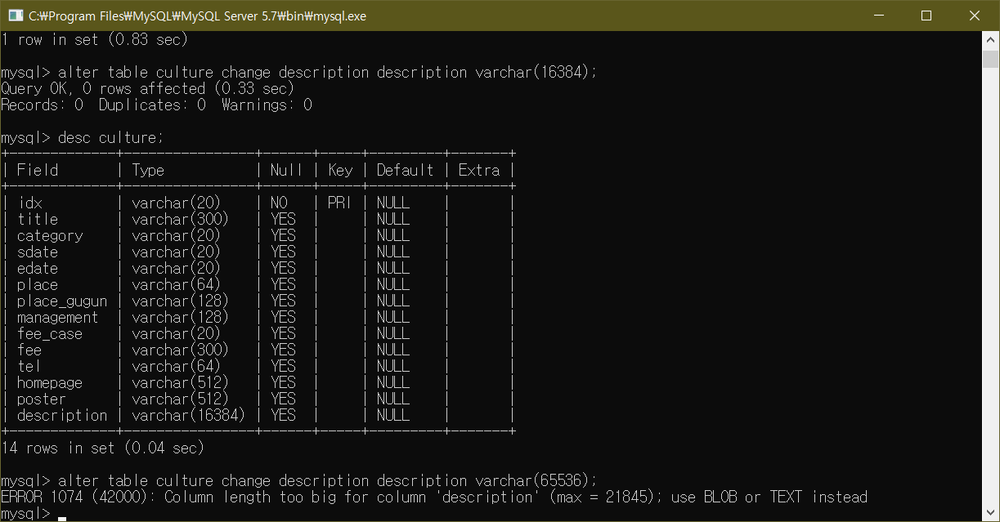 C:₩Program Files₩MySQL₩MySQL Server 5.7₩bin₩mysql.exe
1 row in set (0.83 sec)
mysql> alter table culture change description description varchar(16384);
Query OK, 0 rows affected (0.33 sec)
Records: 0  Duplicates: 0  Warnings: 0
mysql> desc culture;
+-------------+----------------+------+-----+---------+-------+
| Field       | Type           | Null | Key | Default | Extra |
+-------------+----------------+------+-----+---------+-------+
| idx         | varchar(20)    | NO   | PRI | NULL    |       |
| title       | varchar(300)   | YES  |     | NULL    |       |
| category    | varchar(20)    | YES  |     | NULL    |       |
| sdate       | varchar(20)    | YES  |     | NULL    |       |
| edate       | varchar(20)    | YES  |     | NULL    |       |
| place       | varchar(64)    | YES  |     | NULL    |       |
| place_gugun | varchar(128)   | YES  |     | NULL    |       |
| management  | varchar(128)   | YES  |     | NULL    |       |
| fee_case    | varchar(20)    | YES  |     | NULL    |       |
| fee         | varchar(300)   | YES  |     | NULL    |       |
| tel         | varchar(64)    | YES  |     | NULL    |       |
| homepage    | varchar(512)   | YES  |     | NULL    |       |
| poster      | varchar(512)   | YES  |     | NULL    |       |
| description | varchar(16384) | YES  |     | NULL    |       |
+-------------+----------------+------+-----+---------+-------+
14 rows in set (0.04 sec)
mysql> alter table culture change description description varchar(65536);
ERROR 1074 (42000): Column length too big for column 'description' (max = 21845); use BLOB or TEXT instead
mysql> _